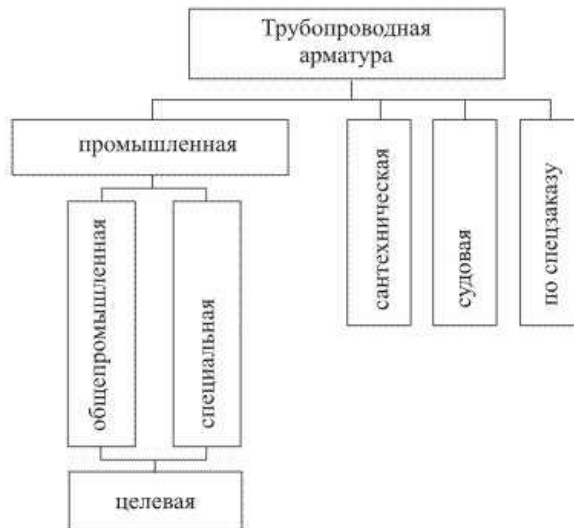 Трубопроводная
арматура
промышленная
сантехническая
судовая
по спецзаказу
общепромышленная
специальная
целевая